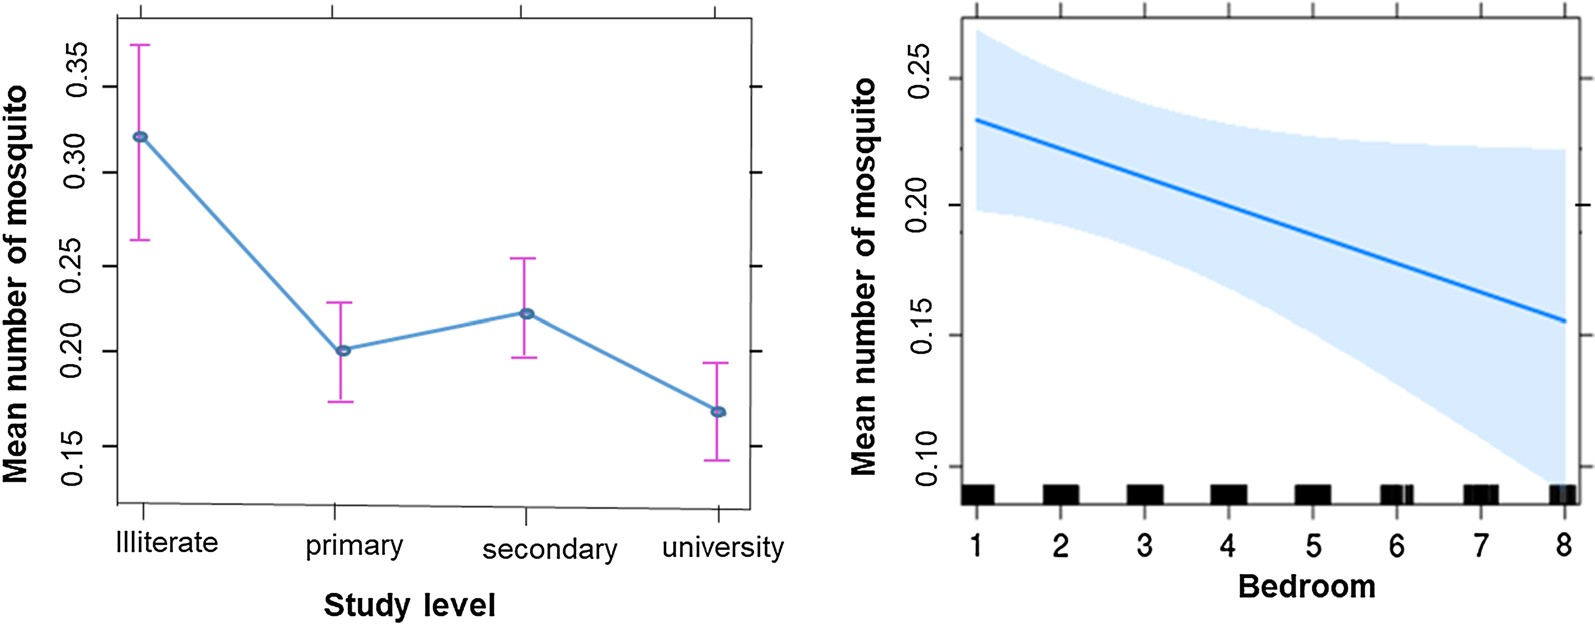 Mean number of mosquito
0.35
0.30
0.25
0.20
0.15
Illiterate primary secondary university
Study level
Mean number of mosquito
0.25
0.20
0.15
0.10
1 2 3 4 5 6 7 8
Bedroom